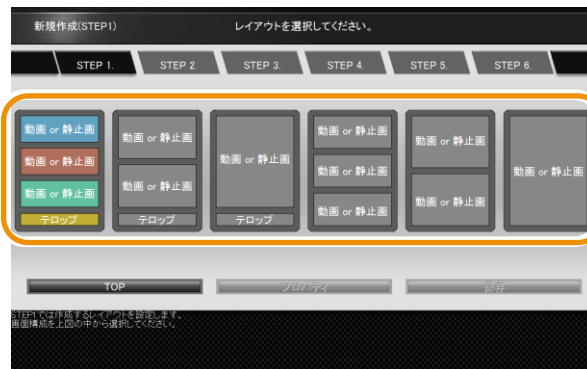 新規作成(STEP1)
レイアウトを選択してください。
STEP 1.
STEP 2.
STEP 3.
STEP 4.
STEP 5.
STEP 6.
動画 or 静止画
動画 or 静止画
動画 or 静止画
テロップ
動画 or 静止画
動画 or 静止画
テロップ
動画 or 静止画
テロップ
動画 or 静止画
動画 or 静止画
動画 or 静止画
動画 or 静止画
動画 or 静止画
動画 or 静止画
TOP
プロパティ
保存
STEP1では作成するレイアウトを設定します。
画面構成を上図の中から選択してください。